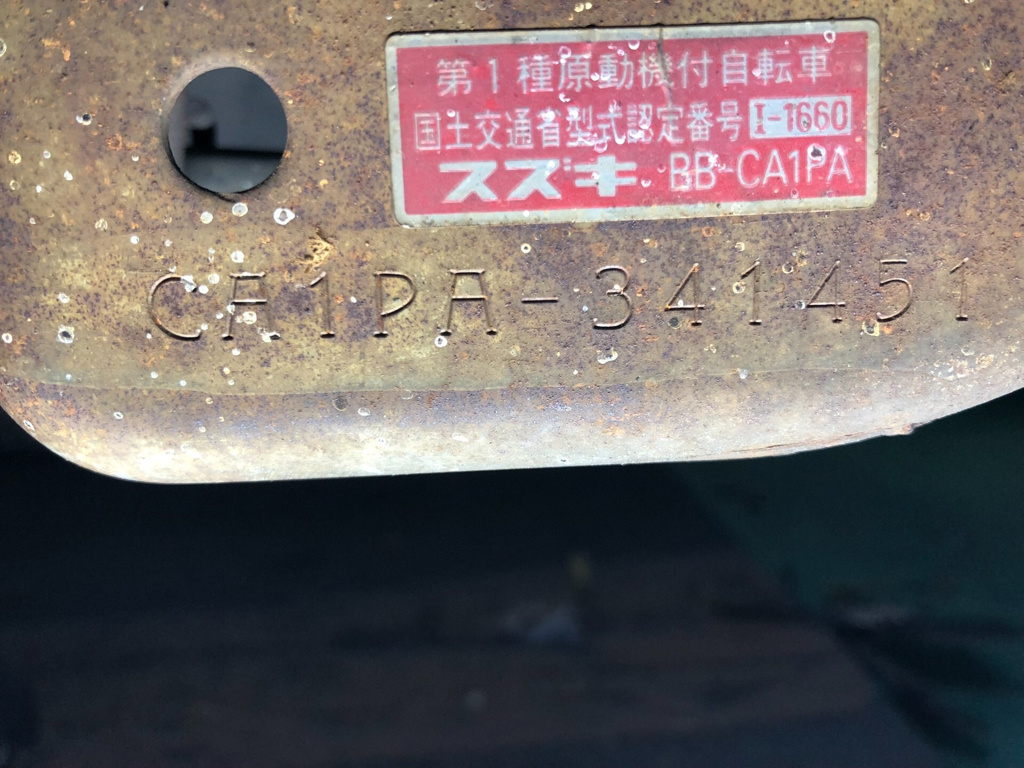 第1種原動機付自転車
国土交通省型式認定番号 I-1660
スズキ BB-CA1PA
CA1PA-341451